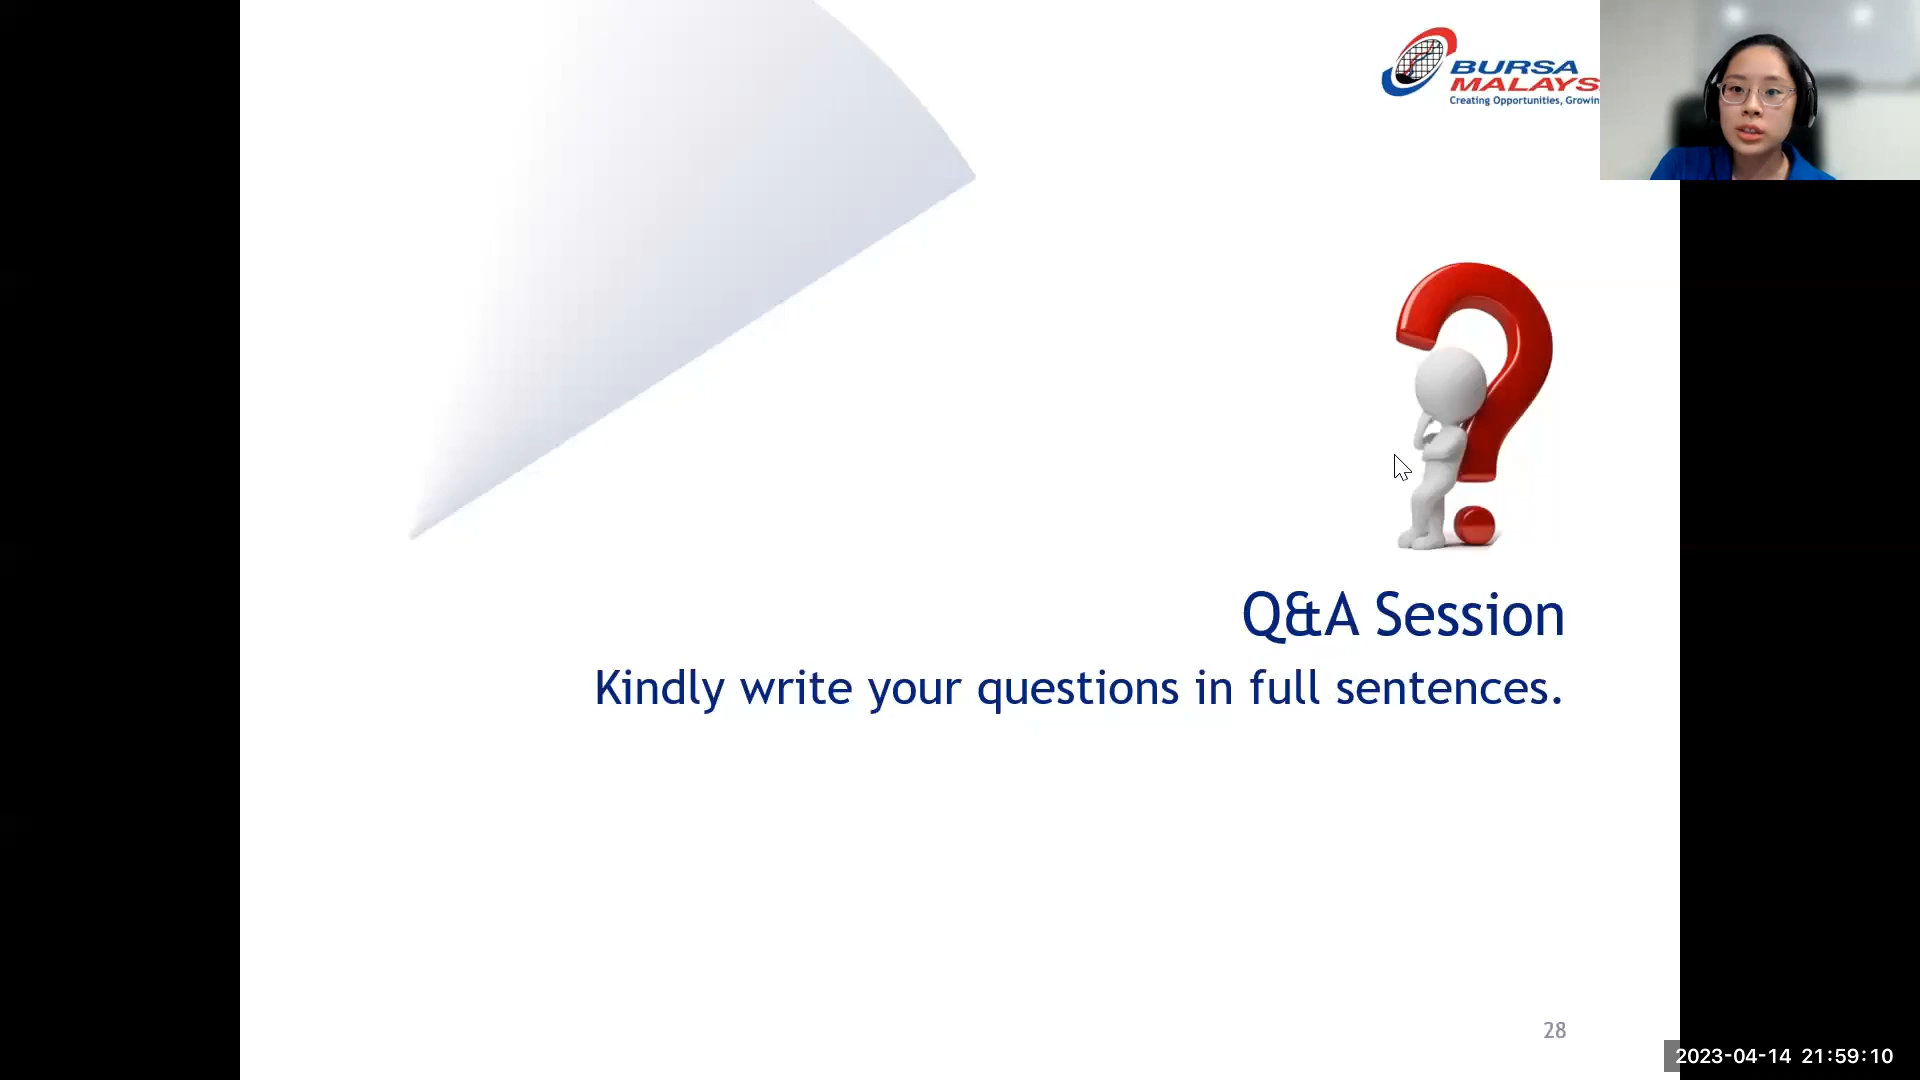 BURSA
MALAYS
Creating Opportunities, Growin
Q&A Session
Kindly write your questions in full sentences.
28
2023-04-14 21:59:10